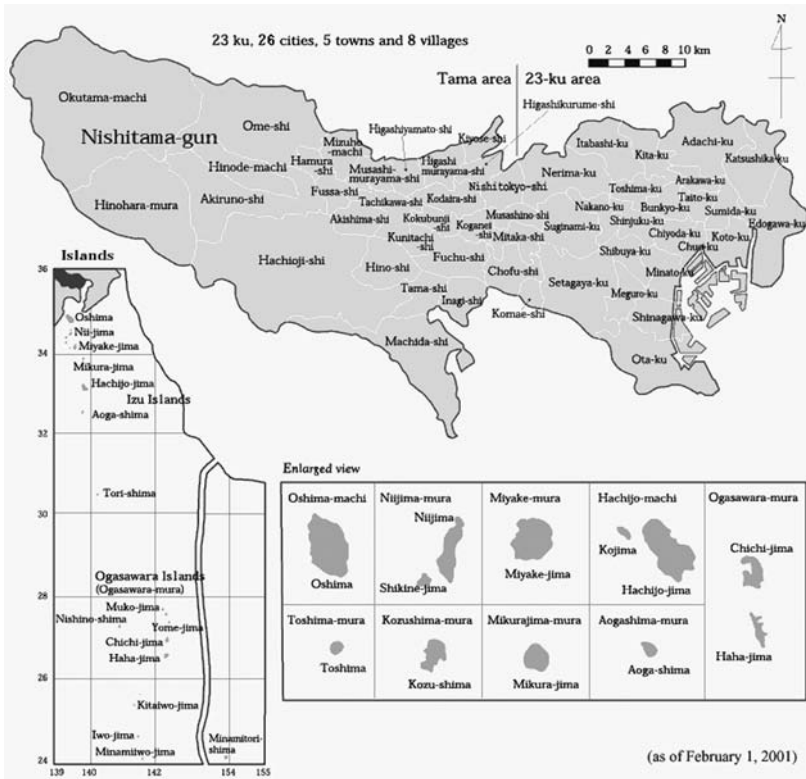 23 ku, 26 cities, 5 towns and 8 villages
N
0 2 4 6 8 10 km
Tama area
23-ku area
Okutama-machi
Nishitama-gun
Ome-shi
Mizuho
-machi
Higashiyamato-shi
Kiyose-shi
Higashikurume-shi
Itabashi-ku
Adachi-ku
Kita-ku
Katsushika-ku
Hinode-machi
Hamura
-shi
Musashi-
murayama-shi
Higashi
murayama-shi
Nerima-ku
Arakawa-ku
Fussa-shi
Nishitokyo-shi
Toshima-ku
Taito-ku
Hinohara-mura
Akiruno-shi
Tachikawa-shi
Kodaira-shi
Nakano-ku
Bunkyo-ku
Sumida-ku
Akishima-shi
Kokubunji
-shi
Koganei
-shi
Musashino-shi
Suginami-ku
Shinjuku-ku
Edogawa-ku
Kunitachi
-shi
Mitaka-shi
Chiyoda-ku
Koto-ku
Chuo-ku
Hachioji-shi
Hino-shi
Fuchu-shi
Shibuya-ku
Chofu-shi
Minato-ku
Tama-shi
Setagaya-ku
Meguro-ku
Inagi-shi
Komae-shi
Shinagawa-ku
Machida-shi
Ota-ku
Islands
36
Oshima
Nii-jima
Miyake-jima
34
Mikura-jima
Hachijo-jima
Izu Islands
Aoga-shima
32
Tori-shima
30
28
Ogasawara Islands
(Ogasawara-mura)
Muko-jima
Nishino-shima
Yome-jima
Chichi-jima
Haha-jima
26
Kitaiwo-jima
Iwo-jima
Minamitori-
shima
Minamiiwo-jima
24
139 140 142 154 155
Enlarged view
Oshima-machi
Oshima
Niijima-mura
Niijima
Shikine-jima
Miyake-mura
Miyake-jima
Hachijo-machi
Kojima
Hachijo-jima
Ogasawara-mura
Chichi-jima
Haha-jima
Toshima-mura
Toshima
Kozushima-mura
Kozu-shima
Mikurajima-mura
Mikura-jima
Aogashima-mura
Aoga-shima
(as of February 1, 2001)